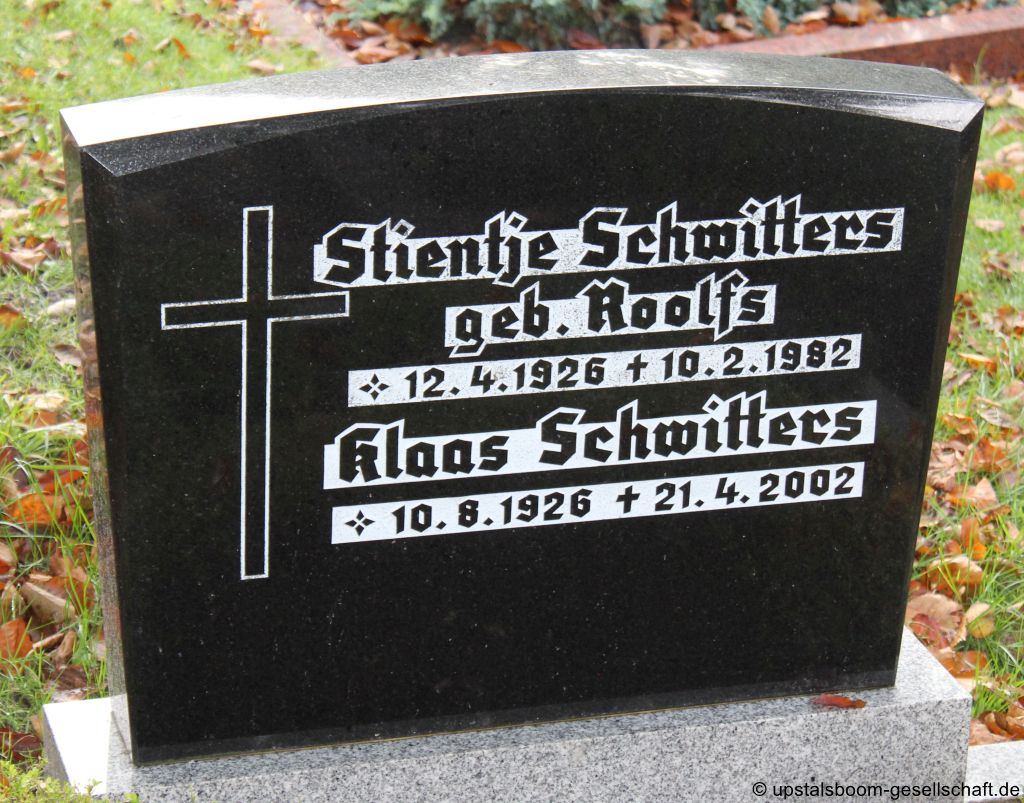 Stientje Schwitters
geb. Roolfs
12.4.1926 † 10.2.1982
Klaas Schwitters
10.8.1926 † 21.4.2002
© upstalsboom-gesellschaft.de